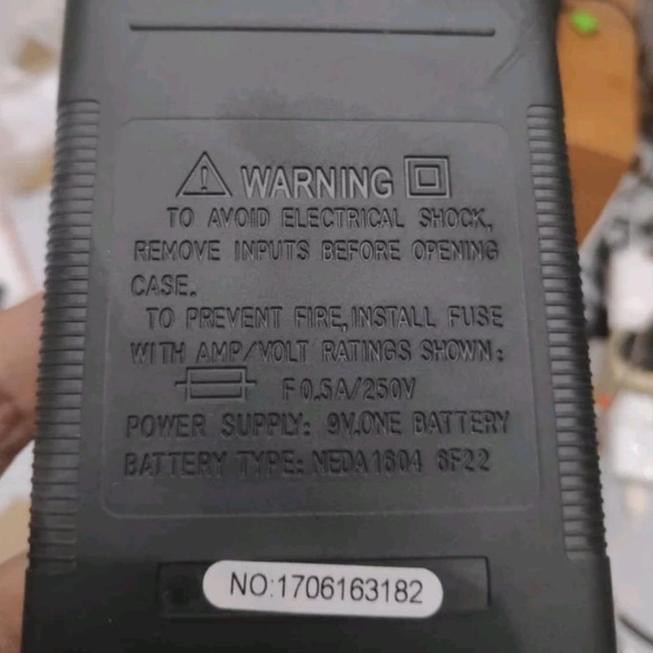 WARNING
TO AVOID ELECTRICAL SHOCK,
REMOVE INPUTS BEFORE OPENING
CASE.
TO PREVENT FIRE, INSTALL FUSE
WITH AMP/VOLT RATINGS SHOWN:
F 0.5A/250V
POWER SUPPLY: 9V.ONE BATTERY
BATTERY TYPE: NEDA1604 6F22
NO:1706163182